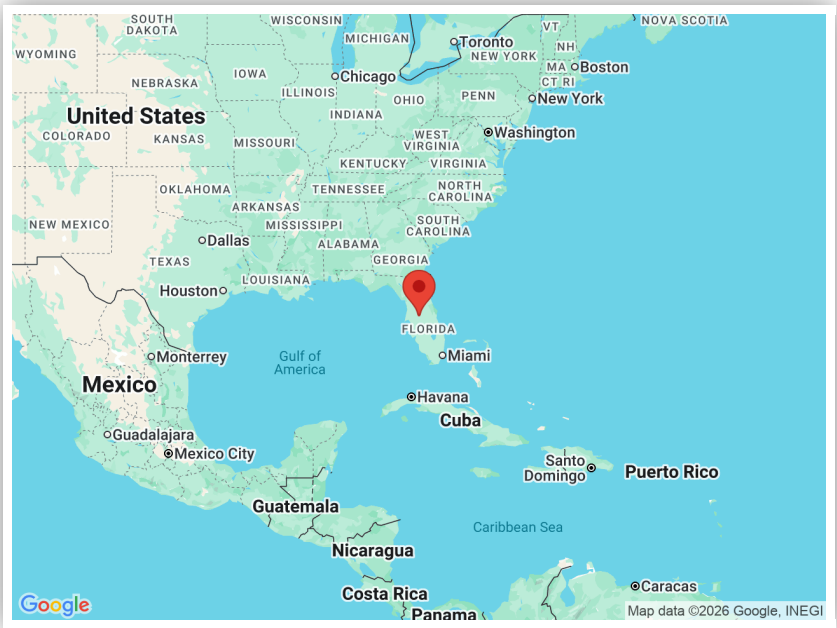 SOUTH
DAKOTA
WISCONSIN
MICHIGAN
Toronto
VT
NOVA SCOTIA
NH
NEW YORK
WYOMING
MA
Boston
IOWA
Chicago
CT RI
NEBRASKA
ILLINOIS
OHIO
PENN
New York
INDIANA
United States
COLORADO
KANSAS
MISSOURI
WEST
VIRGINIA
Washington
KENTUCKY
VIRGINIA
OKLAHOMA
TENNESSEE
NORTH
CAROLINA
ARKANSAS
NEW MEXICO
MISSISSIPPI
SOUTH
CAROLINA
Dallas
ALABAMA
TEXAS
GEORGIA
LOUISIANA
Houston
FLORIDA
Monterrey
Gulf of
America
Miami
Mexico
Havana
Cuba
Guadalajara
Mexico City
Santo
Domingo
Puerto Rico
Guatemala
Caribbean Sea
Nicaragua
Costa Rica
Caracas
Panama
Google
Map data ©2026 Google, INEGI